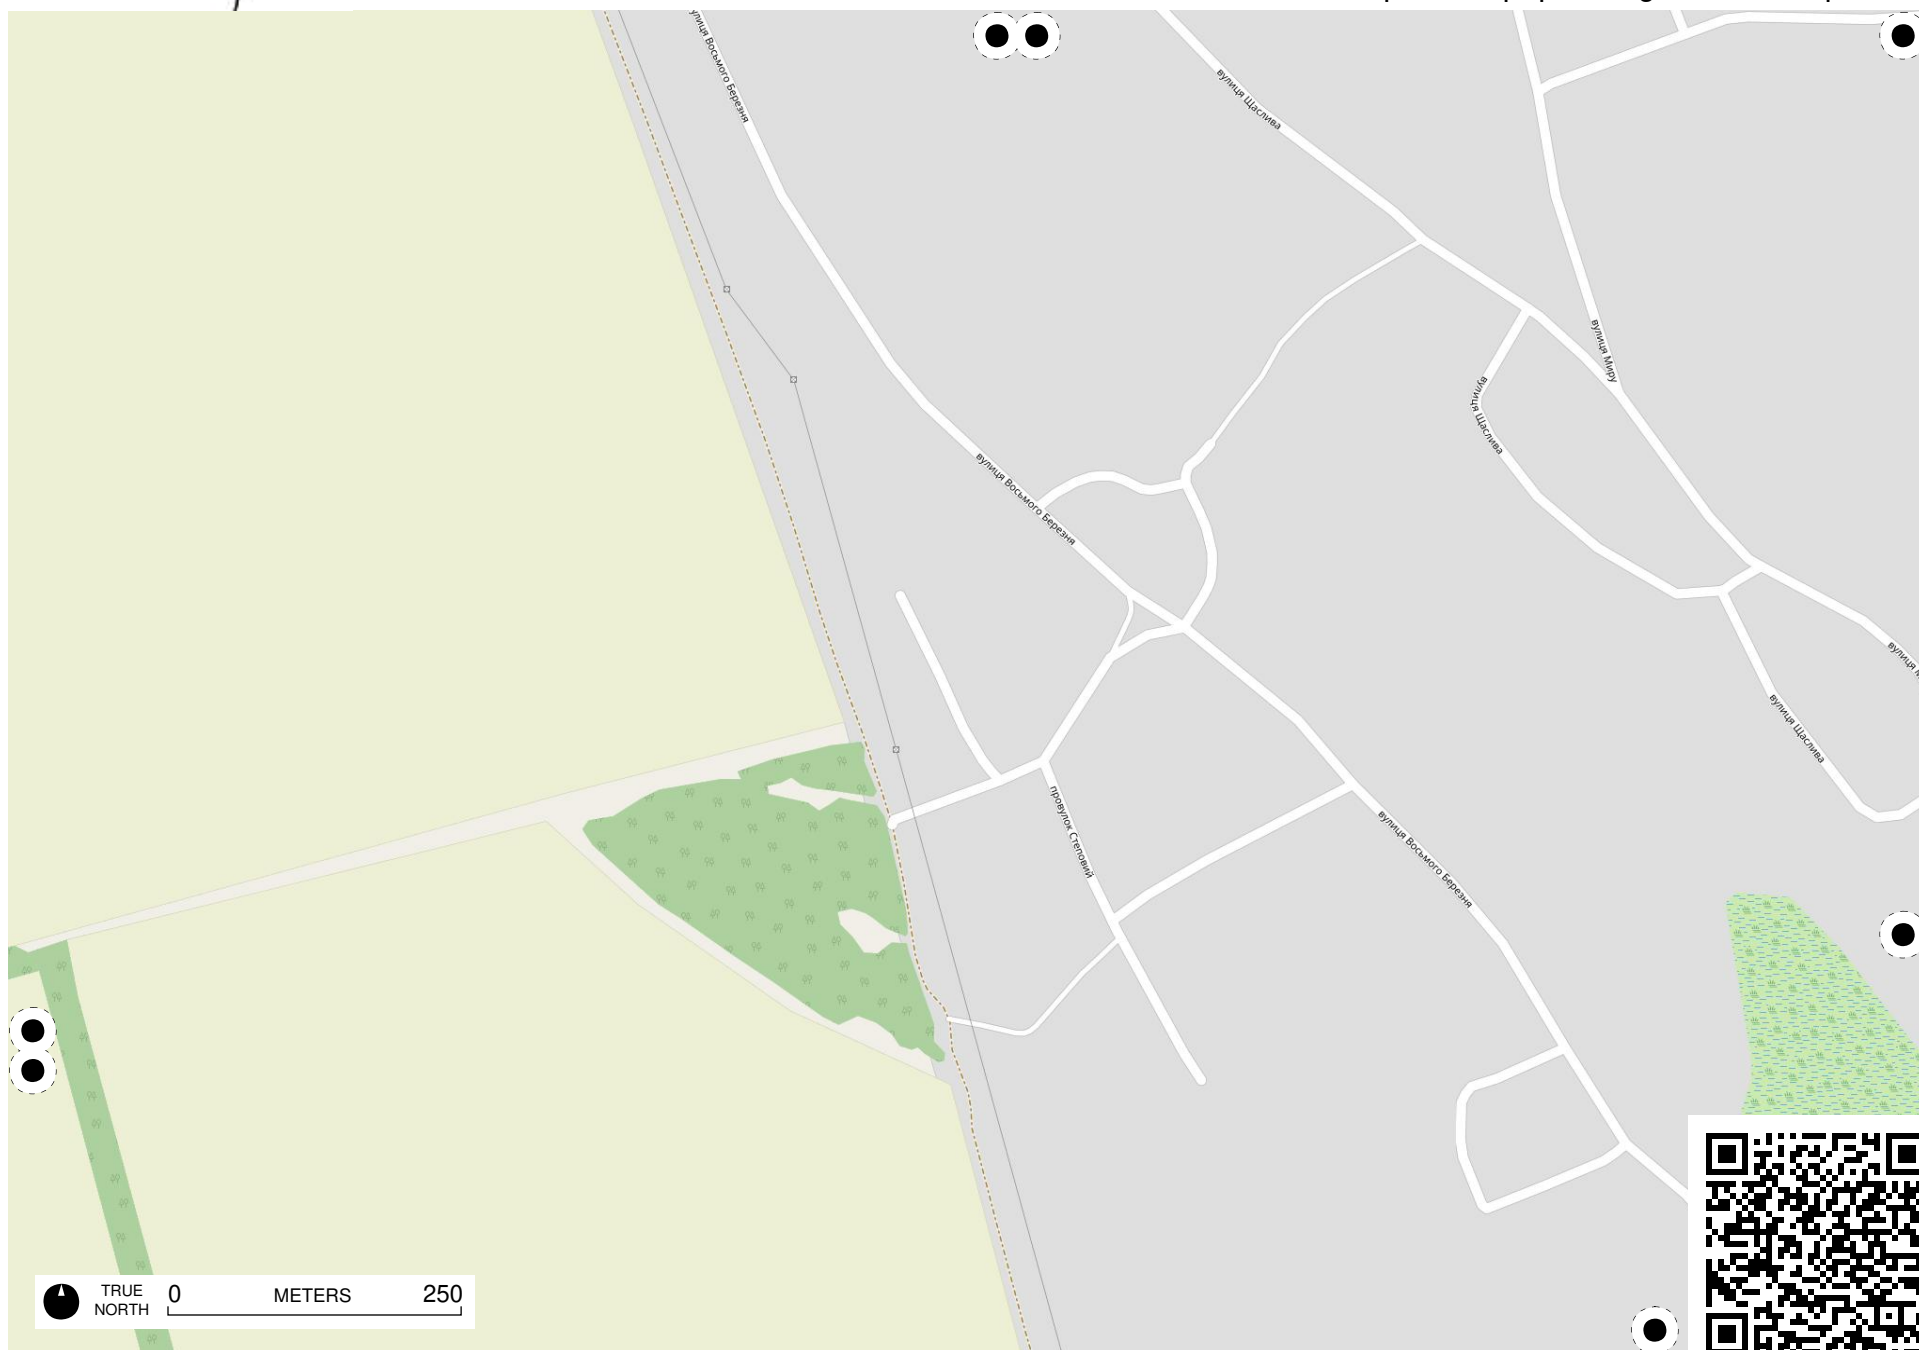 вулиця Восьмого Березня
вулиця Щаслива
вулиця Миру
вулиця Щаслива
вулиця Восьмого Березня
вулиця
вулиця Щаслива
провулок Степовий
вулиця Восьмого Березня
TRUE NORTH
0 METERS 250